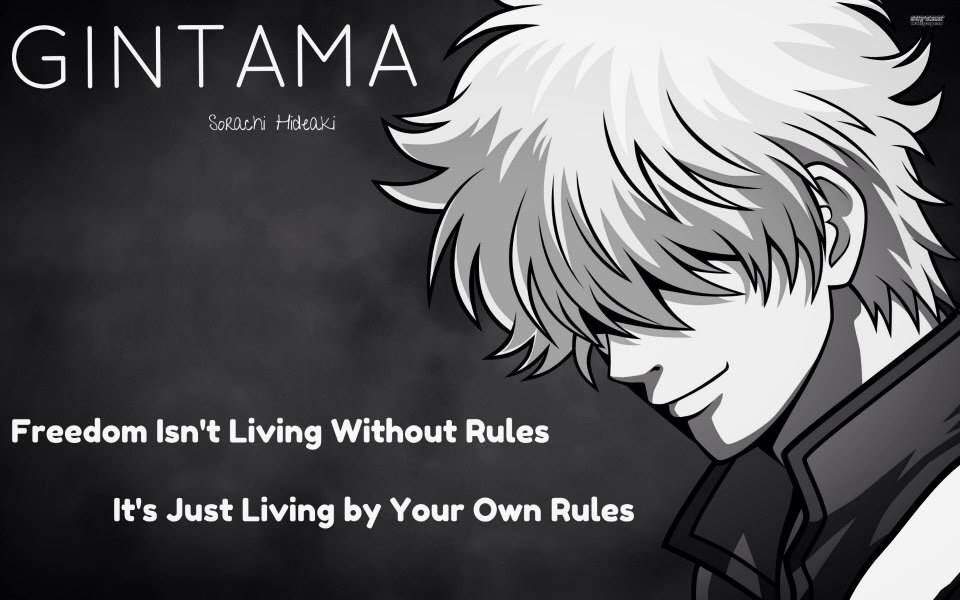 GINTAMA
Sorachi Hideaki
Freedom Isn't Living Without Rules
It's Just Living by Your Own Rules